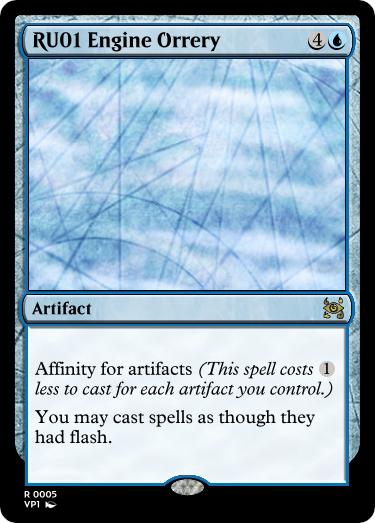 RU01 Engine Orrery 4
Artifact
Affinity for artifacts (This spell costs 1
less to cast for each artifact you control.)
You may cast spells as though they
had flash.
R 0005
VP1